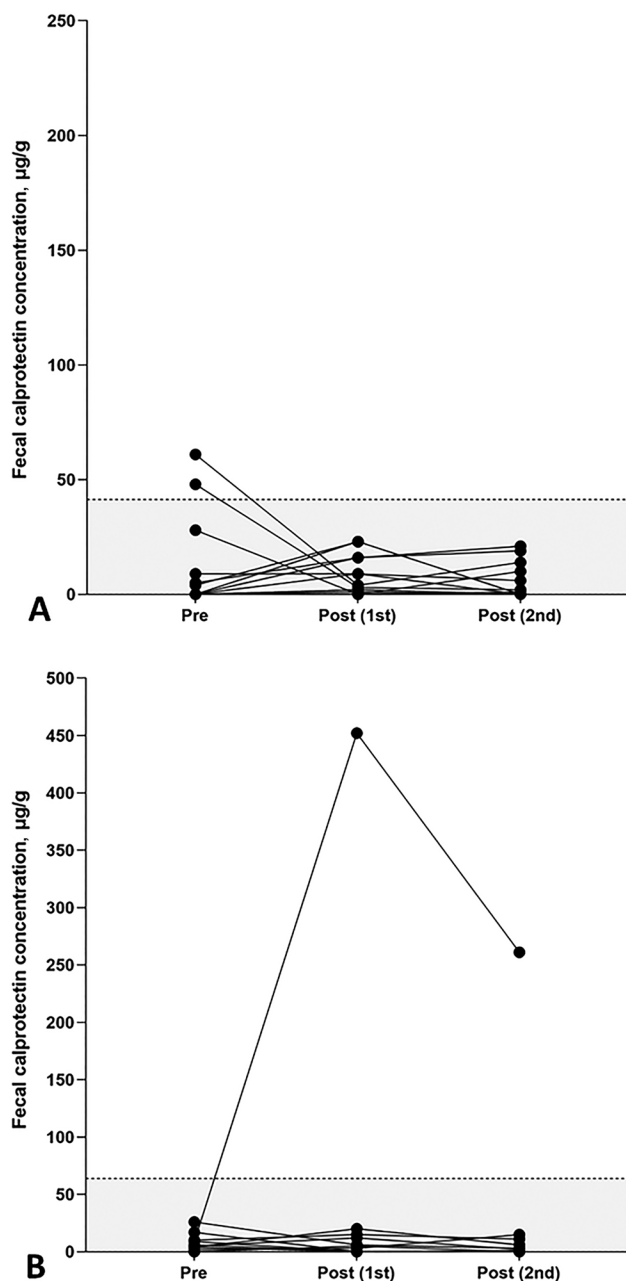 250
200
150
100
50
0
Fecal calprotectin concentration, µg/g
A
Pre Post (1st) Post (2nd)
500
450
400
350
300
250
200
150
100
50
0
Fecal calprotectin concentration, µg/g
B
Pre Post (1st) Post (2nd)